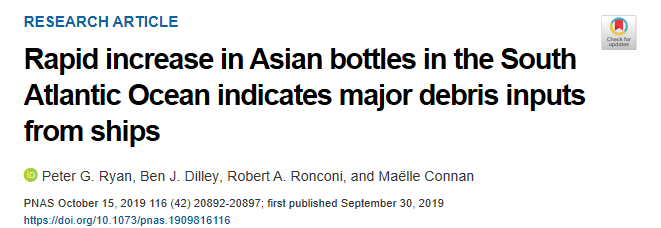 RESEARCH ARTICLE
Check for
updates
Rapid increase in Asian bottles in the South
Atlantic Ocean indicates major debris inputs
from ships
iD Peter G. Ryan, Ben J. Dilley, Robert A. Ronconi, and Maëlle Connan
PNAS October 15, 2019 116 (42) 20892-20897; first published September 30, 2019
https://doi.org/10.1073/pnas.1909816116